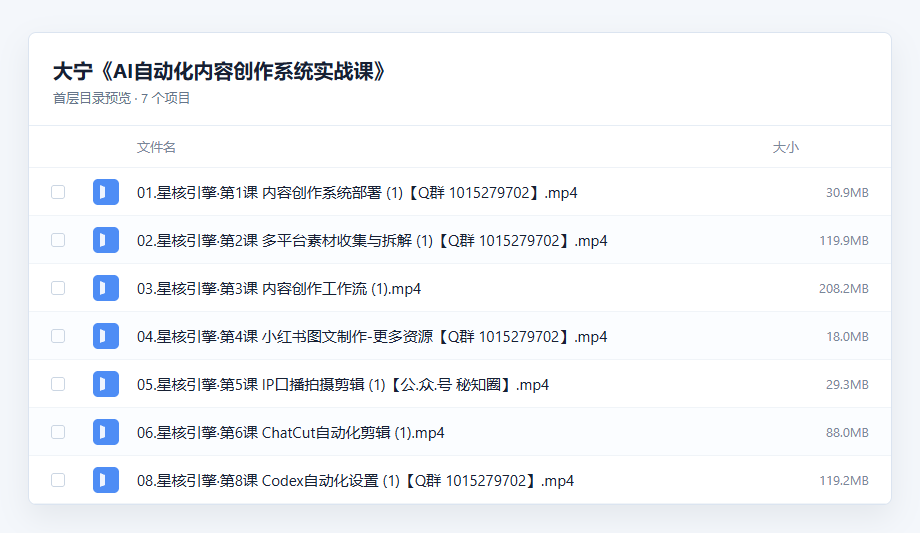 大宁《AI自动化内容创作系统实战课》
首层目录预览 · 7 个项目
文件名 大小
01.星核引擎·第1课 内容创作系统部署 (1)【Q群 1015279702】.mp4 30.9MB
02.星核引擎·第2课 多平台素材收集与拆解 (1)【Q群 1015279702】.mp4 119.9MB
03.星核引擎·第3课 内容创作工作流 (1).mp4 208.2MB
04.星核引擎·第4课 小红书图文制作-更多资源【Q群 1015279702】.mp4 18.0MB
05.星核引擎·第5课 IP口播拍摄剪辑 (1)【公.众.号 秘知圈】.mp4 29.3MB
06.星核引擎·第6课 ChatCut自动化剪辑 (1).mp4 88.0MB
08.星核引擎·第8课 Codex自动化设置 (1)【Q群 1015279702】.mp4 119.2MB